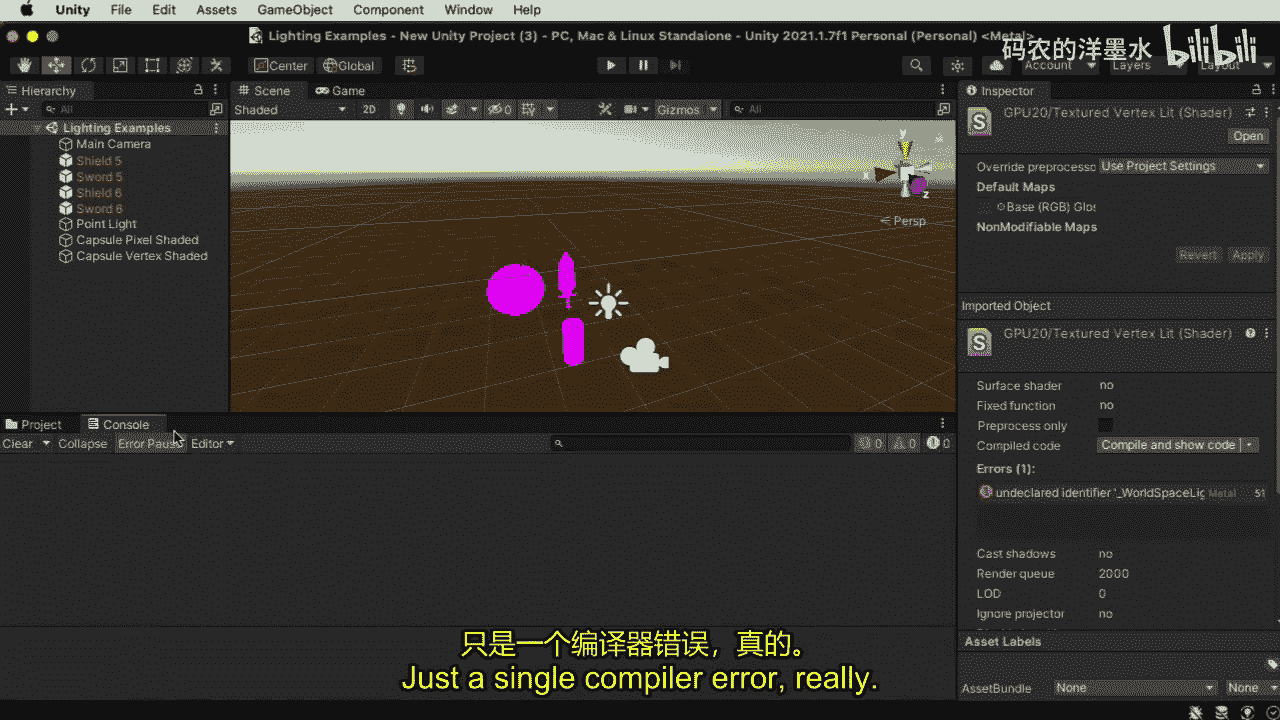 Unity File Edit Assets GameObject Component Window Help
Lighting Examples - New Unity Project (3) - PC, Mac & Linux Standalone - Unity 2021.1.7f1 Personal (Personal) <Metal>
码农的洋墨水 bilibili
Center Global Account Layers Layout
Hierarchy
All
Lighting Examples
Main Camera
Shield 5
Sword 5
Shield 6
Sword 6
Point Light
Capsule Pixel Shaded
Capsule Vertex Shaded
Scene Game
Shaded 2D 0 Gizmos All
y
x
z
Persp
Inspector
GPU20/Textured Vertex Lit (Shader)
Open
Override preprocessc Use Project Settings
Default Maps
Base (RGB) Glos
NonModifiable Maps
Revert Apply
Imported Object
GPU20/Textured Vertex Lit (Shader)
Surface shader no
Fixed function no
Preprocess only
Compiled code Compile and show code
Errors (1):
undeclared identifier '_WorldSpaceLig Metal 51
Cast shadows no
Render queue 2000
LOD 0
Ignore projector no
Asset Labels
AssetBundle None None
Project Console
Clear Collapse Error Pause Editor 0 0 0
只是一个编译器错误，真的。
Just a single compiler error, really.